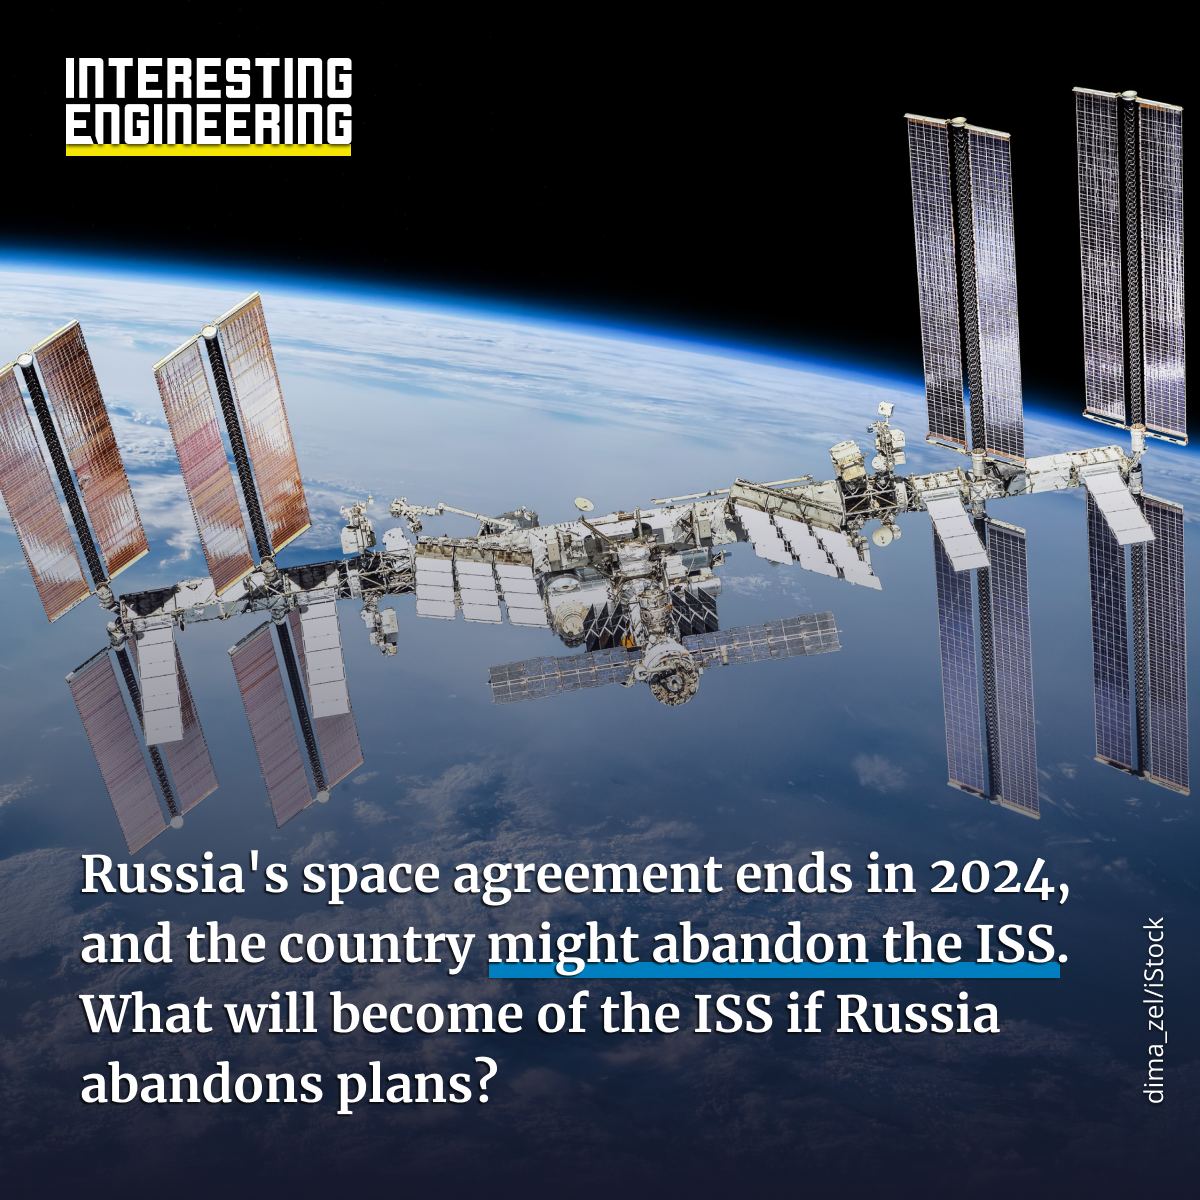 INTERESTING
ENGINEERING
Russia's space agreement ends in 2024,
and the country might abandon the ISS.
What will become of the ISS if Russia
abandons plans?
dima_zel/iStock